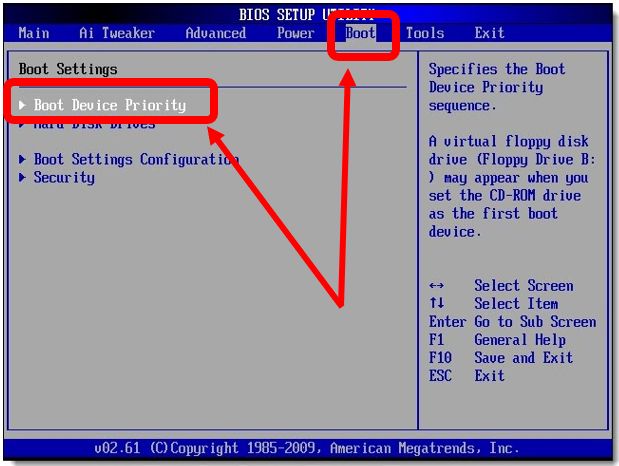 BIOS SETUP UTILITY
Main Ai Tweaker Advanced Power Boot Tools Exit
Boot Settings
Boot Device Priority
Hard Disk Drives
Boot Settings Configuration
Security
Specifies the Boot
Device Priority
sequence.
A virtual floppy disk
drive (Floppy Drive B:
) may appear when you
set the CD-ROM drive
as the first boot
device.
↔ Select Screen
↑↓ Select Item
Enter Go to Sub Screen
F1 General Help
F10 Save and Exit
ESC Exit
v02.61 (C)Copyright 1985-2009, American Megatrends, Inc.